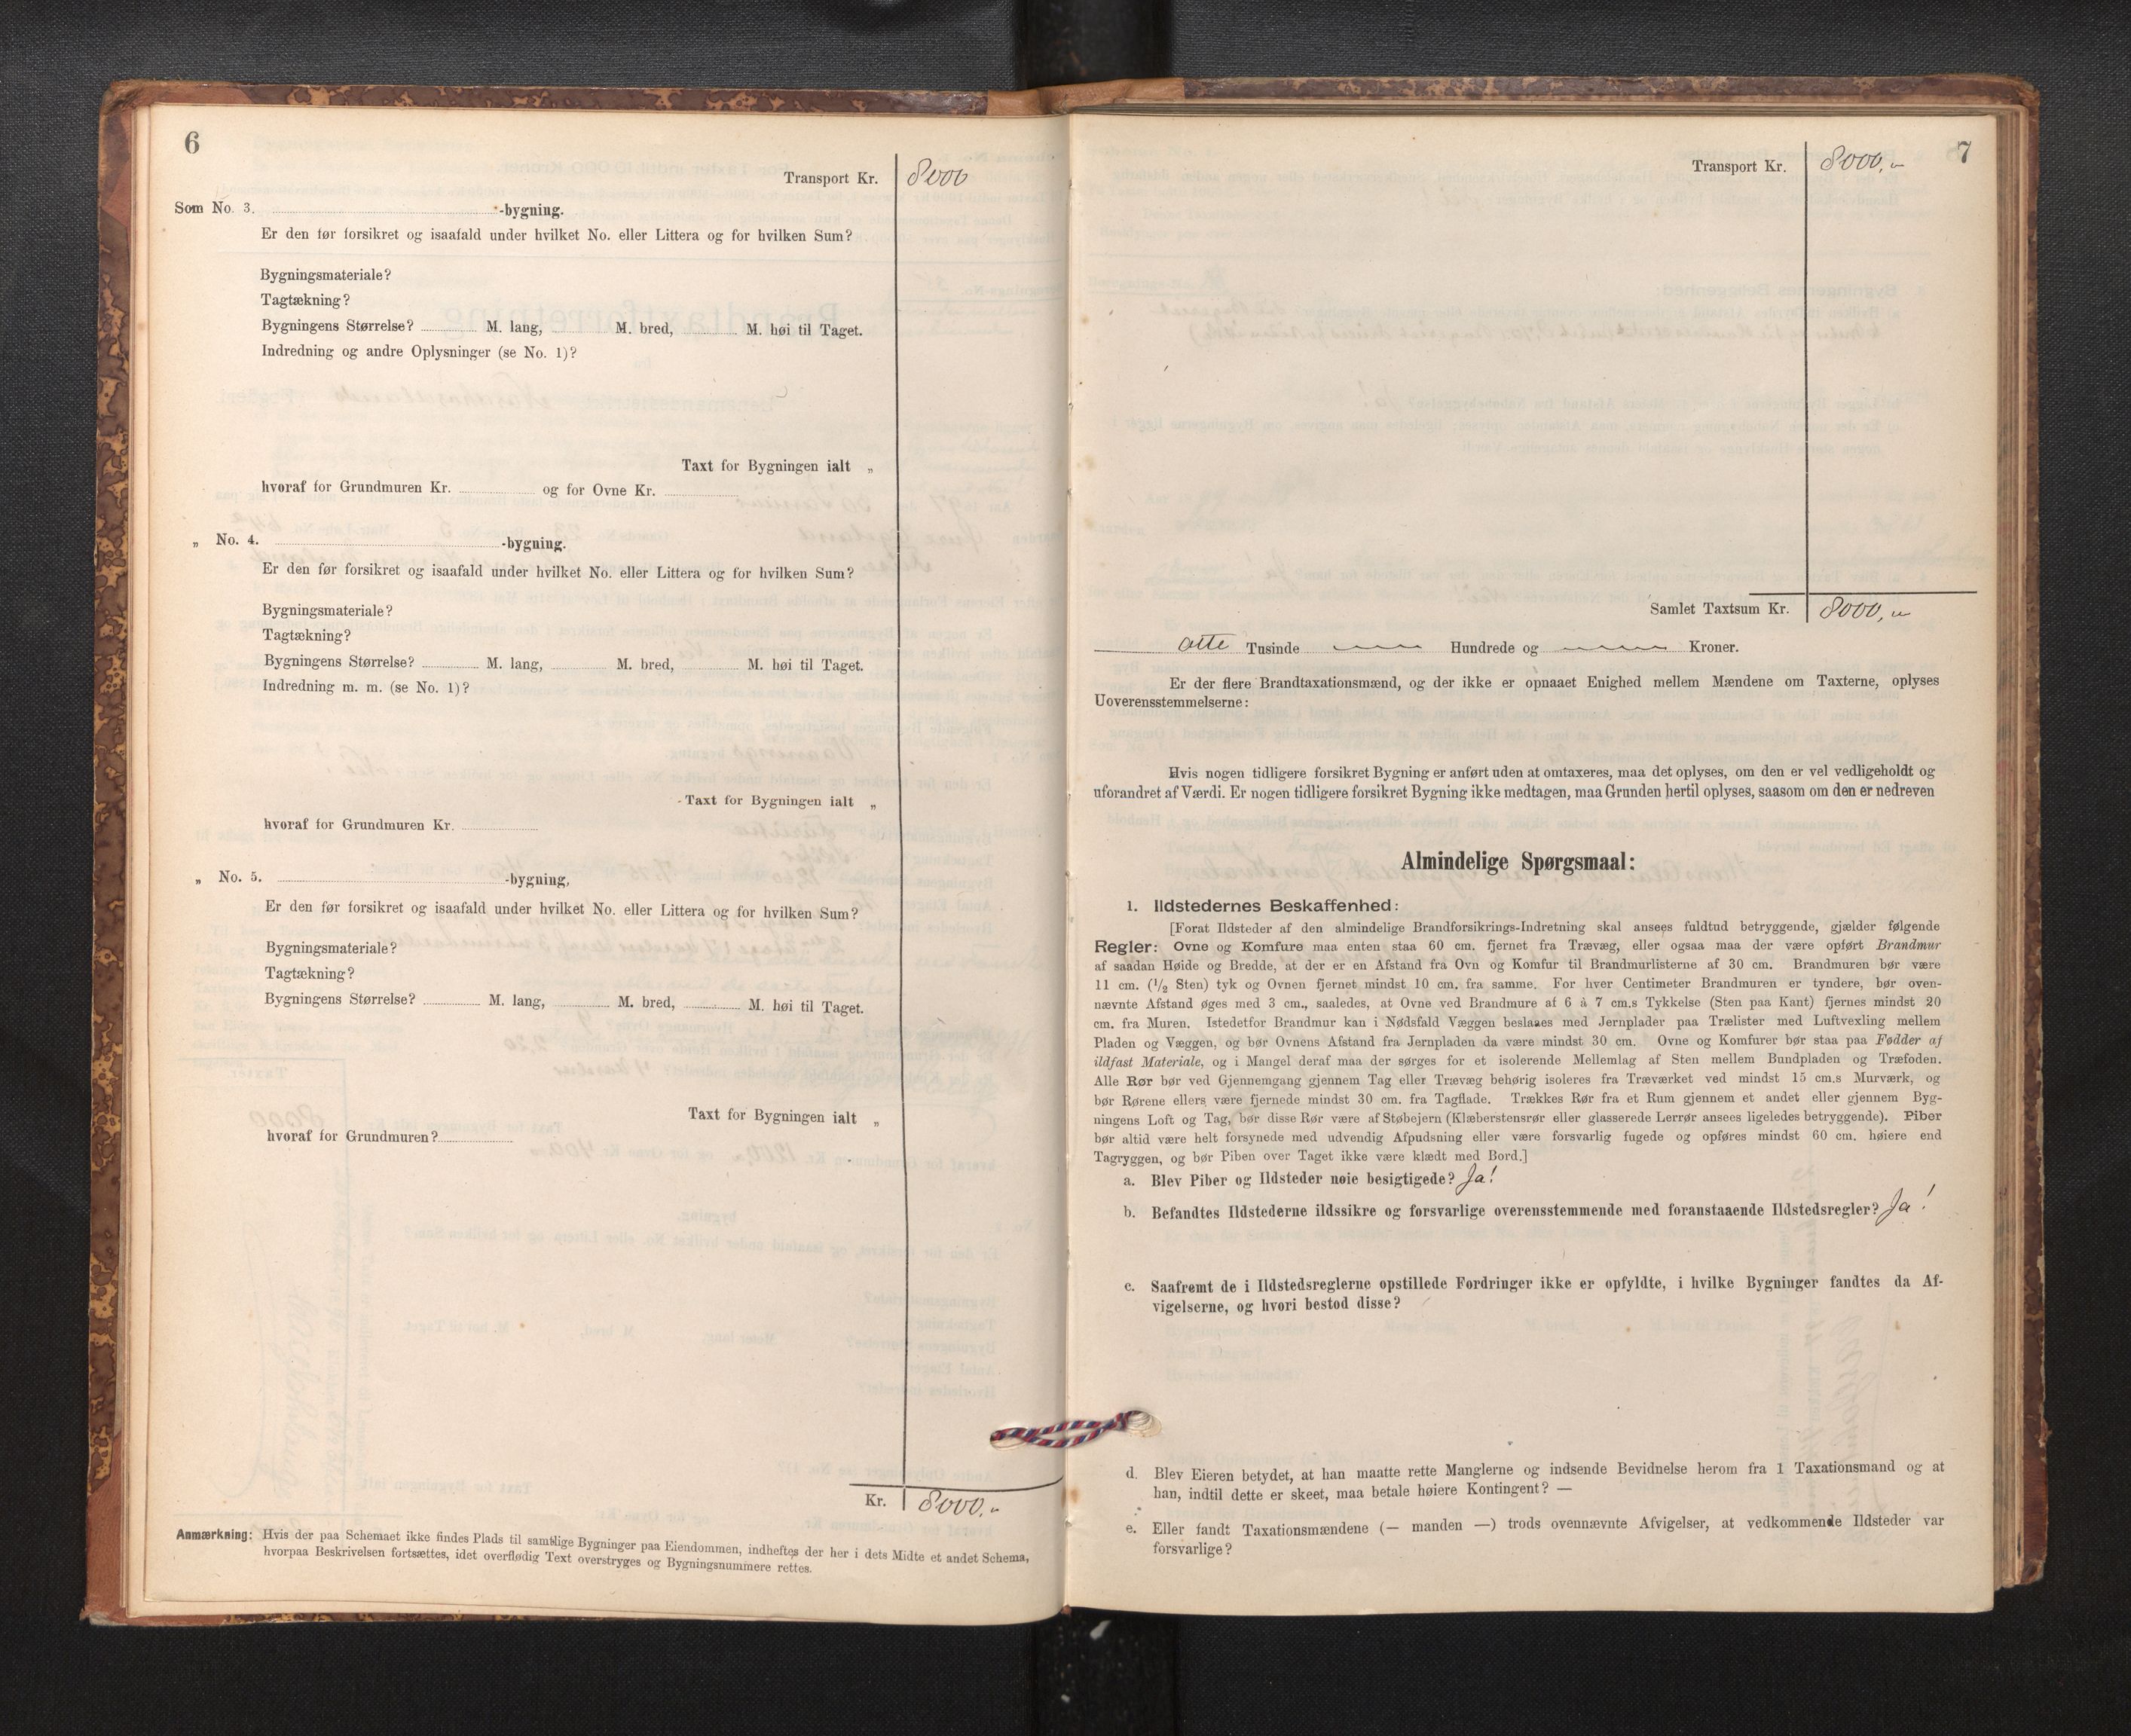 6
Transport Kr. 8000
Som No. 3. -bygning.
Er den før forsikret og isaafald under hvilket No. eller Littera og for hvilken Sum?
Bygningsmateriale?
Tagtækning?
Bygningens Størrelse? M. lang, M. bred, M. høi til Taget.
Indredning og andre Oplysninger (se No. 1)?
Taxt for Bygningen ialt „
hvoraf for Grundmuren Kr. og for Ovne Kr.
„ No. 4. -bygning.
Er den før forsikret og isaafald under hvilket No. eller Littera og for hvilken Sum?
Bygningsmateriale?
Tagtækning?
Bygningens Størrelse? M. lang, M. bred, M. høi til Taget.
Indredning m. m. (se No. 1)?
Taxt for Bygningen ialt „
hvoraf for Grundmuren Kr.
„ No. 5. -bygning,
Er den før forsikret og isaafald under hvilket No. eller Littera og for hvilken Sum?
Bygningsmateriale?
Tagtækning?
Bygningens Størrelse? M. lang, M. bred, M. høi til Taget.
Taxt for Bygningen ialt „
hvoraf for Grundmuren?
Kr. 8000.-
Anmærkning: Hvis der paa Schemaet ikke findes Plads til samtlige Bygninger paa Eiendommen, indheftes der her i dets Midte et andet Schema,
hvorpaa Beskrivelsen fortsættes, idet overflødig Text overstryges og Bygningsnummere rettes.
7
Transport Kr. 8000,-
Samlet Taxtsum Kr. 8000,-
otte Tusinde Hundrede og Kroner.
Er der flere Brandtaxationsmænd, og der ikke er opnaaet Enighed mellem Mændene om Taxterne, oplyses
Uoverensstemmelserne:
Hvis nogen tidligere forsikret Bygning er anført uden at omtaxeres, maa det oplyses, om den er vel vedligeholdt og
uforandret af Værdi. Er nogen tidligere forsikret Bygning ikke medtagen, maa Grunden hertil oplyses, saasom om den er nedreven
Almindelige Spørgsmaal:
1. Ildstedernes Beskaffenhed:
[Forat Ildsteder af den almindelige Brandforsikrings-Indretning skal ansees fuldtud betryggende, gjælder følgende
Regler: Ovne og Komfure maa enten staa 60 cm. fjernet fra Trævæg, eller ogsaa maa der være opført Brandmur
af saadan Høide og Bredde, at der er en Afstand fra Ovn og Komfur til Brandmurlisterne af 30 cm. Brandmuren bør være
11 cm. (1/2 Sten) tyk og Ovnen fjernet mindst 10 cm. fra samme. For hver Centimeter Brandmuren er tyndere, bør oven-
nævnte Afstand øges med 3 cm., saaledes, at Ovne ved Brandmure af 6 à 7 cm.s Tykkelse (Sten paa Kant) fjernes mindst 20
cm. fra Muren. Istedetfor Brandmur kan i Nødsfald Væggen beslaaes med Jernplader paa Trælister med Luftvexling mellem
Pladen og Væggen, og bør Ovnens Afstand fra Jernpladen da være mindst 30 cm. Ovne og Komfurer bør staa paa Fødder af
ildfast Materiale, og i Mangel deraf maa der sørges for et isolerende Mellemlag af Sten mellem Bundpladen og Træfoden.
Alle Rør bør ved Gjennemgang gjennem Tag eller Trævæg behørig isoleres fra Træværket ved mindst 15 cm.s Murværk, og
bør Rørene ellers være fjernede mindst 30 cm. fra Tagflade. Trækkes Rør fra et Rum gjennem et andet eller gjennem Byg-
ningens Loft og Tag, bør disse Rør være af Støbejern (Klæberstensrør eller glasserede Lerrør ansees ligeledes betryggende). Piber
bør altid være helt forsynede med udvendig Afpudsning eller være forsvarlig fugede og opføres mindst 60 cm. høiere end
Tagryggen, og bør Piben over Taget ikke være klædt med Bord.]
a. Blev Piber og Ildsteder nøie besigtigede? Ja!
b. Befandtes Ildstederne ildssikre og forsvarlige overensstemmende med foranstaaende Ildstedsregler? Ja!
c. Saafremt de i Ildstedsreglerne opstillede Fordringer ikke er opfyldte, i hvilke Bygninger fandtes da Af-
vigelserne, og hvori bestod disse?
d. Blev Eieren betydet, at han maatte rette Manglerne og indsende Bevidnelse herom fra 1 Taxationsmand og at
han, indtil dette er skeet, maa betale høiere Kontingent? —
e. Eller fandt Taxationsmændene (— manden —) trods ovennævnte Afvigelser, at vedkommende Ildsteder var
forsvarlige?